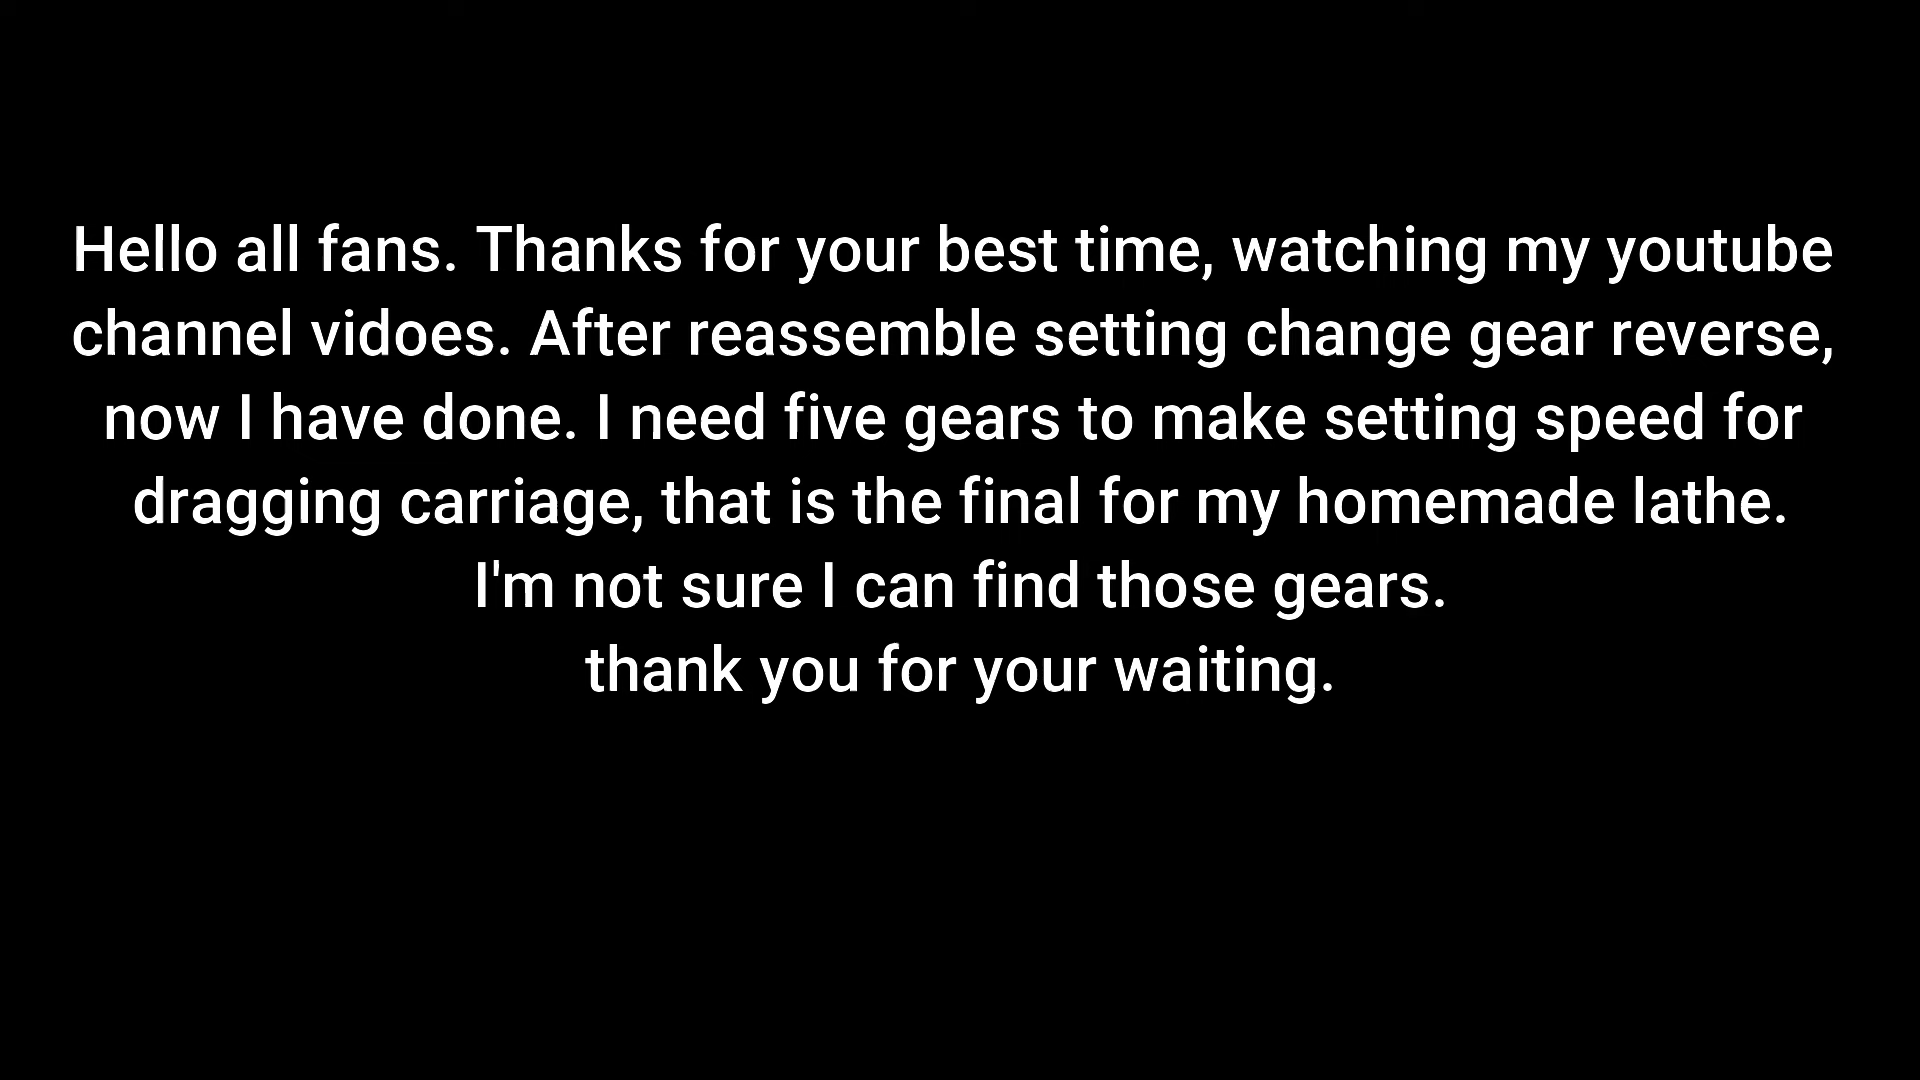 Hello all fans. Thanks for your best time, watching my youtube
channel vidoes. After reassemble setting change gear reverse,
now I have done. I need five gears to make setting speed for
dragging carriage, that is the final for my homemade lathe.
I'm not sure I can find those gears.
thank you for your waiting.